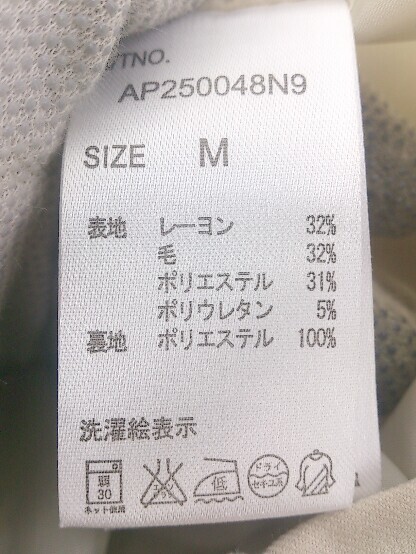 TNO.
AP250048N9
SIZE M
表地 レーヨン 32%
毛 32%
ポリエステル 31%
ポリウレタン 5%
裏地 ポリエステル 100%
洗濯絵表示
弱 30 低 ドライ セキユ系
ネット使用